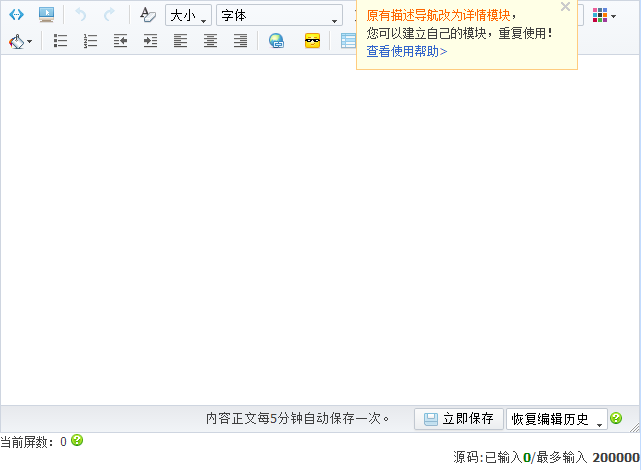 大小
字体
原有描述导航改为详情模块，
您可以建立自己的模块，重复使用！
查看使用帮助>
内容正文每5分钟自动保存一次。
立即保存
恢复编辑历史
当前屏数：0
源码:已输入0/最多输入 200000